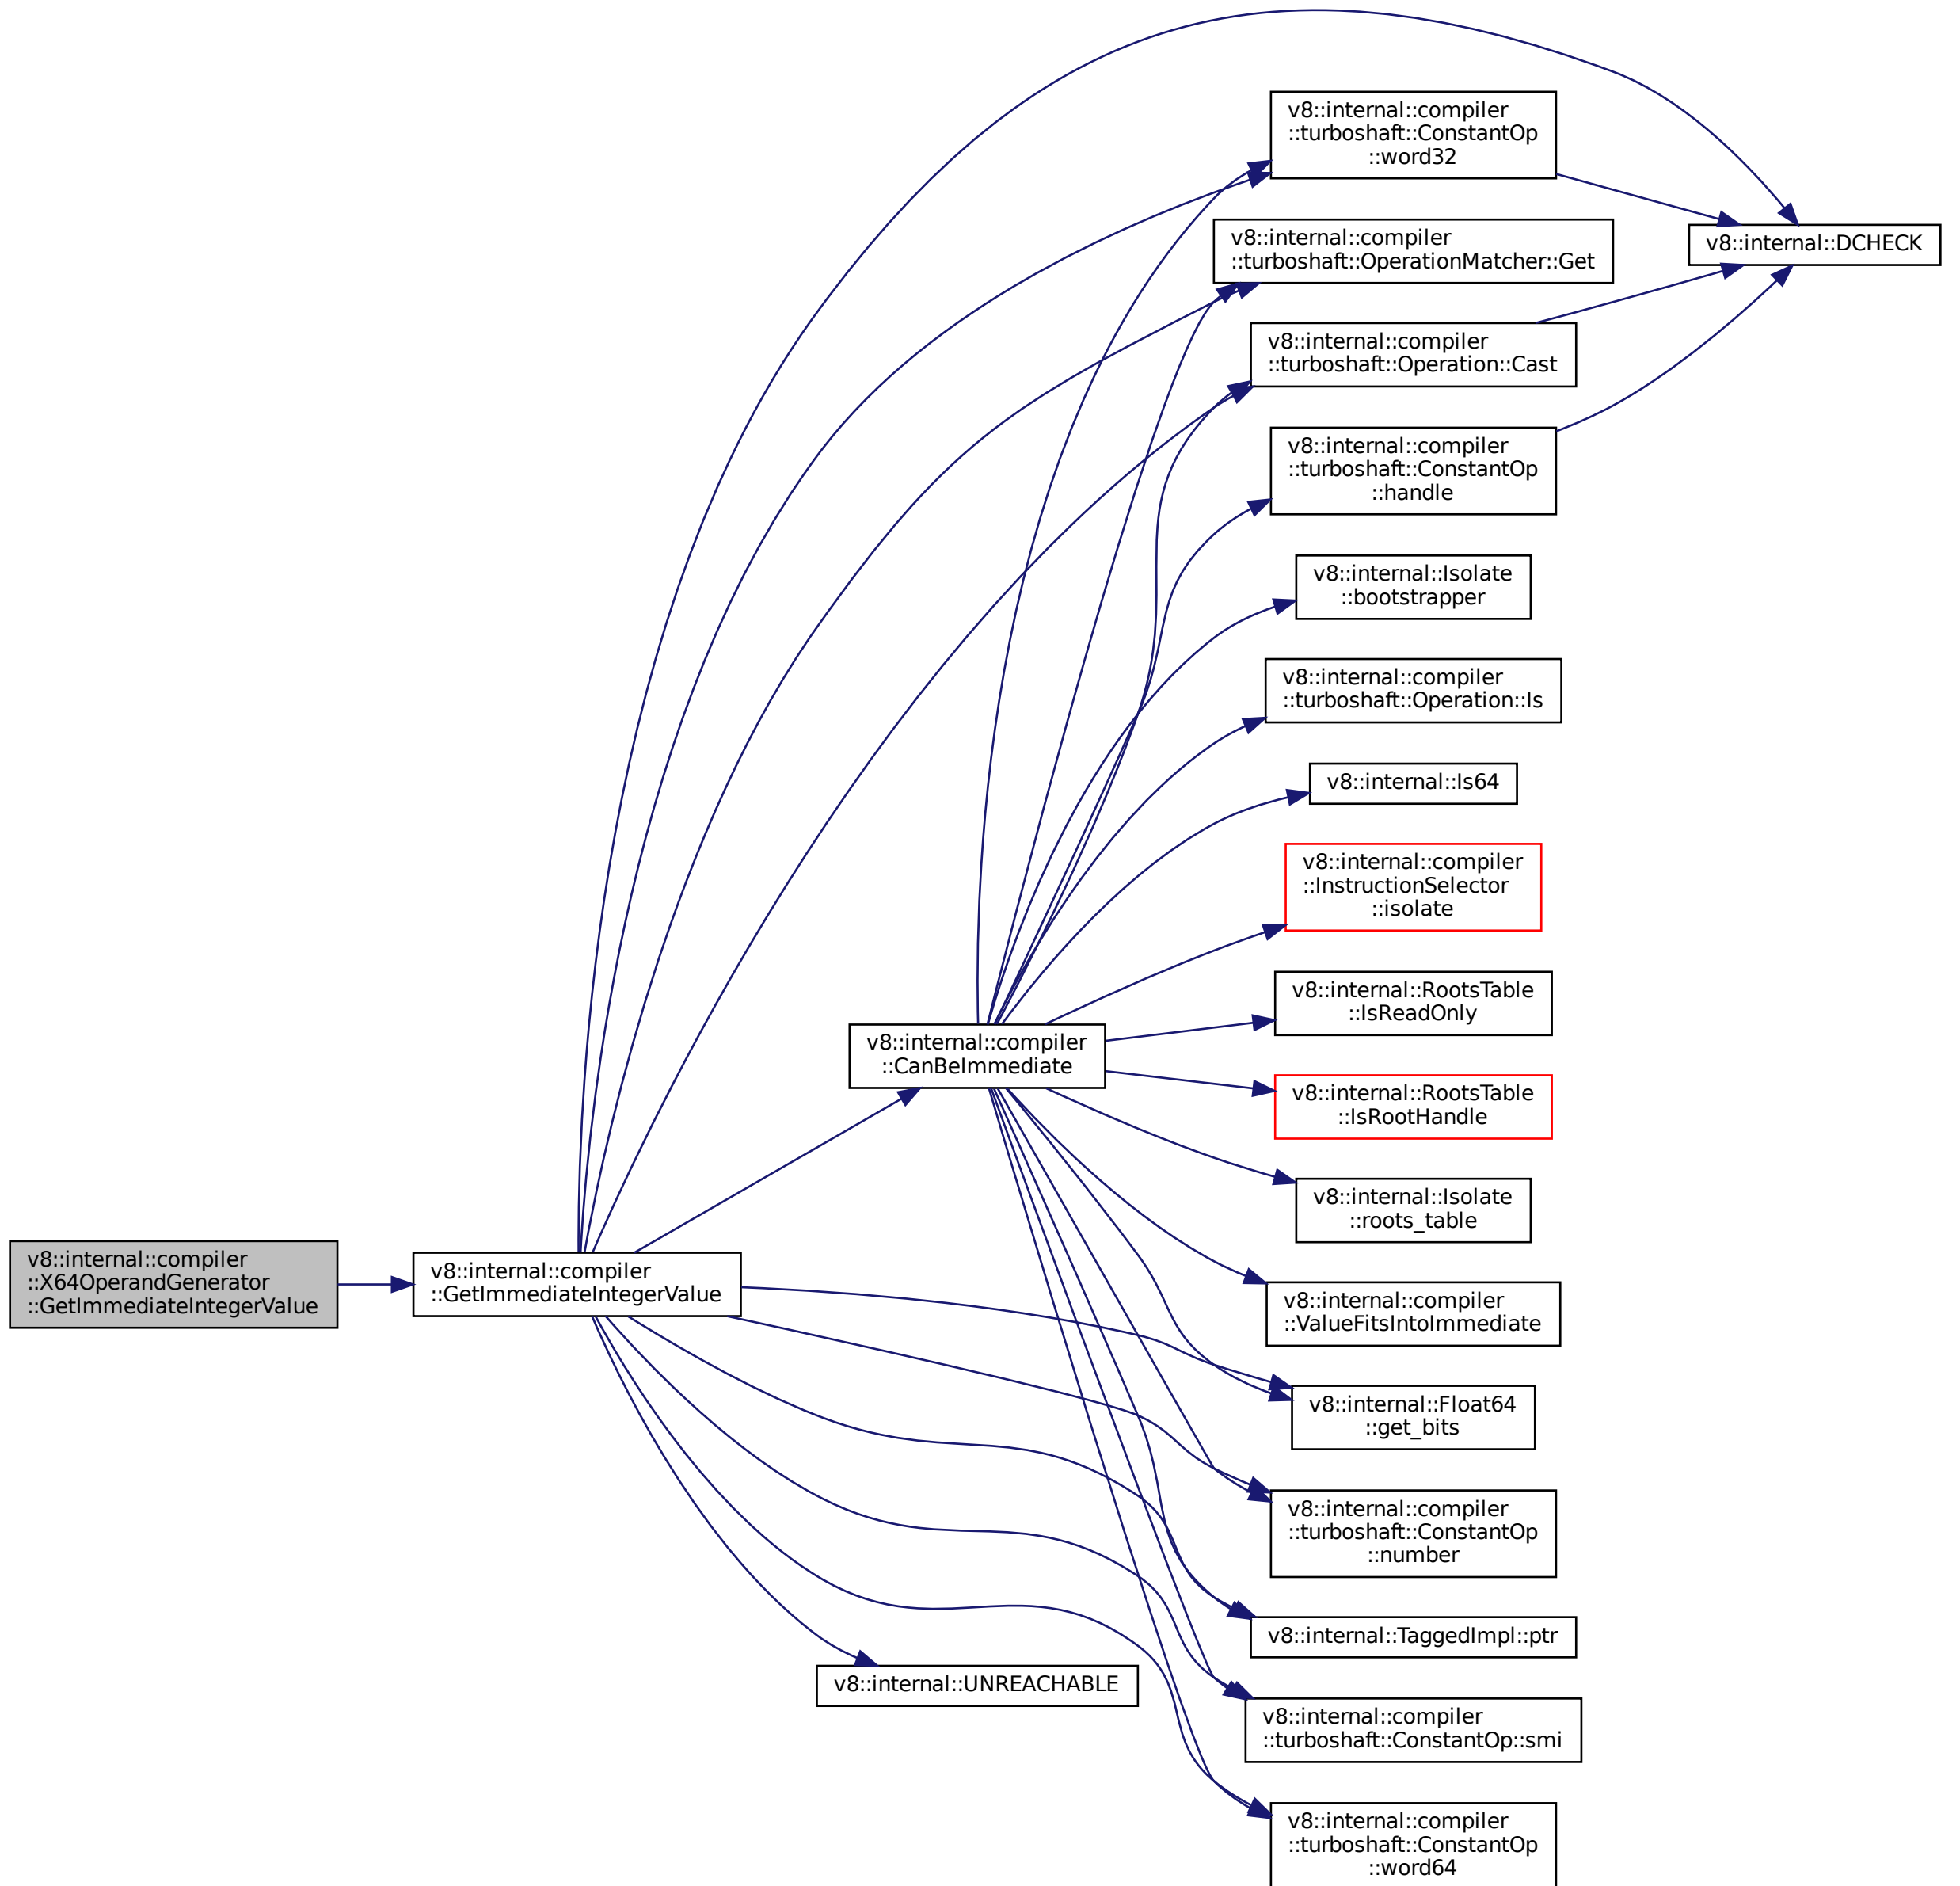 v8::internal::compiler
::turboshaft::ConstantOp
::word32
v8::internal::compiler
::turboshaft::OperationMatcher::Get
v8::internal::DCHECK
v8::internal::compiler
::turboshaft::Operation::Cast
v8::internal::compiler
::turboshaft::ConstantOp
::handle
v8::internal::Isolate
::bootstrapper
v8::internal::compiler
::turboshaft::Operation::Is
v8::internal::Is64
v8::internal::compiler
::InstructionSelector
::isolate
v8::internal::RootsTable
::IsReadOnly
v8::internal::compiler
::CanBeImmediate
v8::internal::RootsTable
::IsRootHandle
v8::internal::Isolate
::roots_table
v8::internal::compiler
::X64OperandGenerator
::GetImmediateIntegerValue
v8::internal::compiler
::GetImmediateIntegerValue
v8::internal::compiler
::ValueFitsIntoImmediate
v8::internal::Float64
::get_bits
v8::internal::compiler
::turboshaft::ConstantOp
::number
v8::internal::TaggedImpl::ptr
v8::internal::UNREACHABLE
v8::internal::compiler
::turboshaft::ConstantOp::smi
v8::internal::compiler
::turboshaft::ConstantOp
::word64